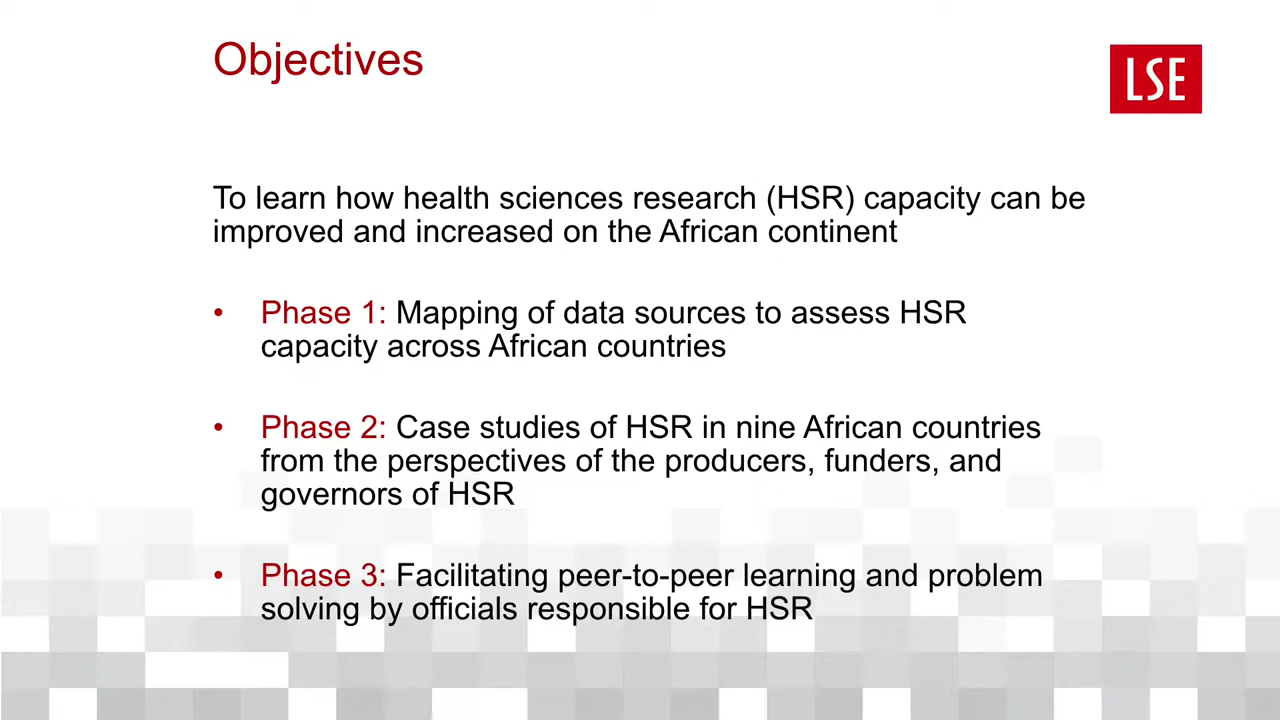 Objectives
LSE
To learn how health sciences research (HSR) capacity can be
improved and increased on the African continent
• Phase 1: Mapping of data sources to assess HSR
capacity across African countries
• Phase 2: Case studies of HSR in nine African countries
from the perspectives of the producers, funders, and
governors of HSR
• Phase 3: Facilitating peer-to-peer learning and problem
solving by officials responsible for HSR